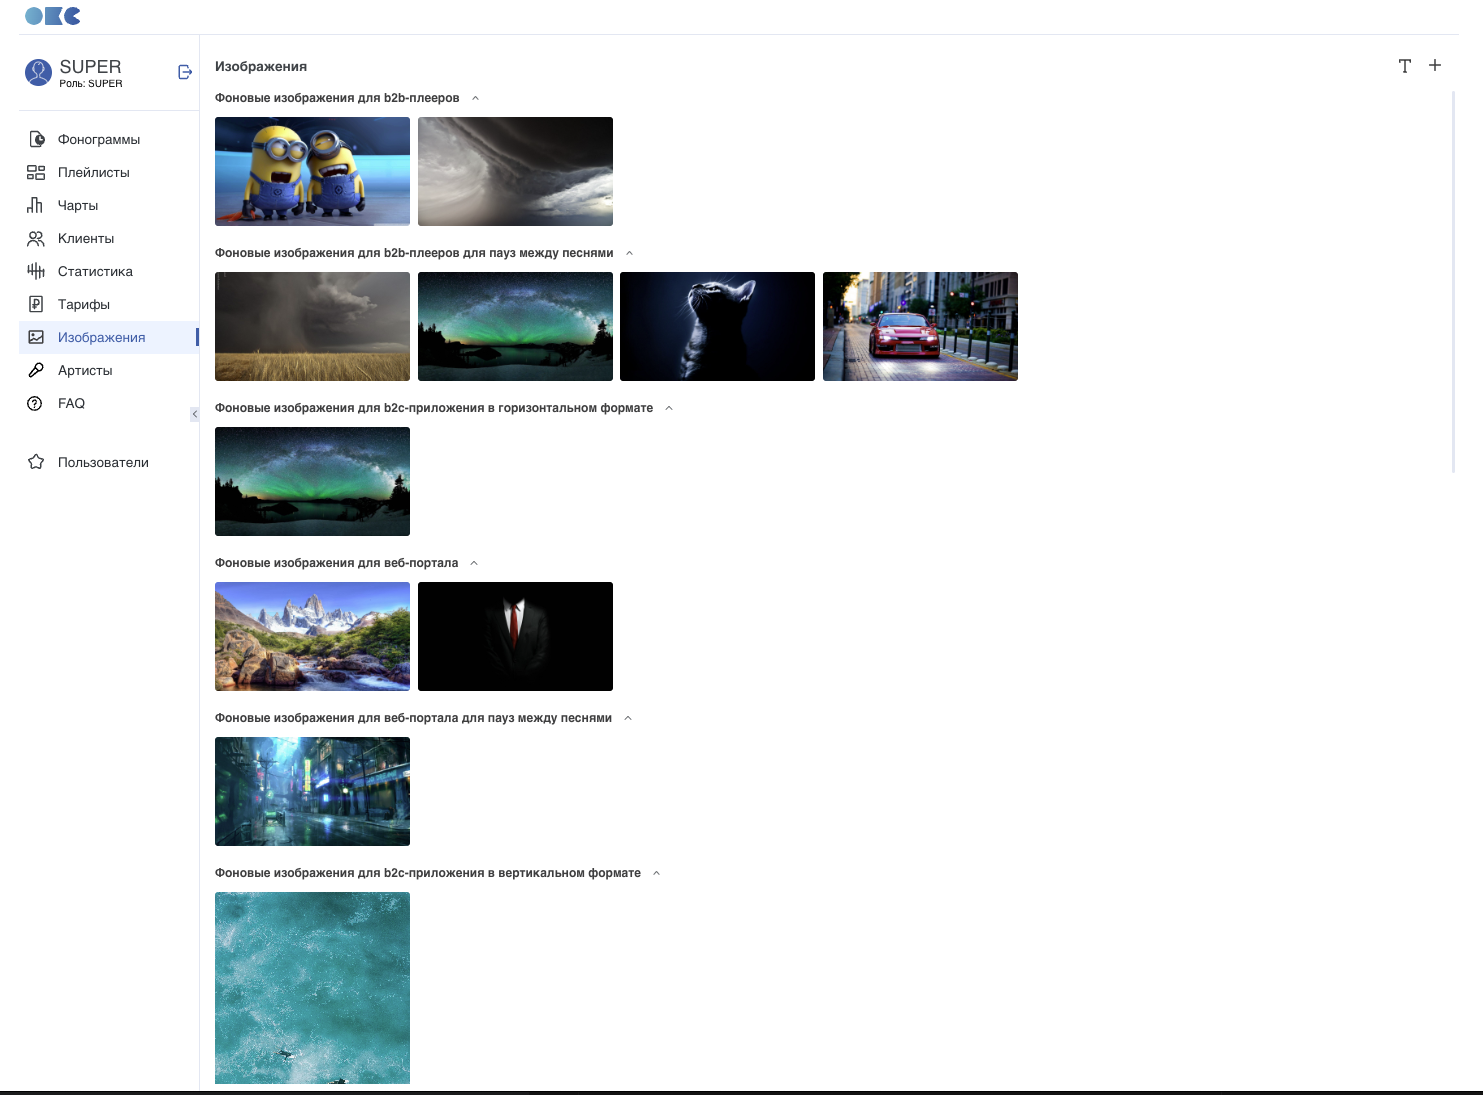 SUPER
Роль: SUPER
Фонограммы
Плейлисты
Чарты
Клиенты
Статистика
Тарифы
Изображения
Артисты
FAQ
Пользователи
Изображения
Фоновые изображения для b2b-плееров
Фоновые изображения для b2b-плееров для пауз между песнями
Фоновые изображения для b2c-приложения в горизонтальном формате
Фоновые изображения для веб-портала
Фоновые изображения для веб-портала для пауз между песнями
Фоновые изображения для b2c-приложения в вертикальном формате